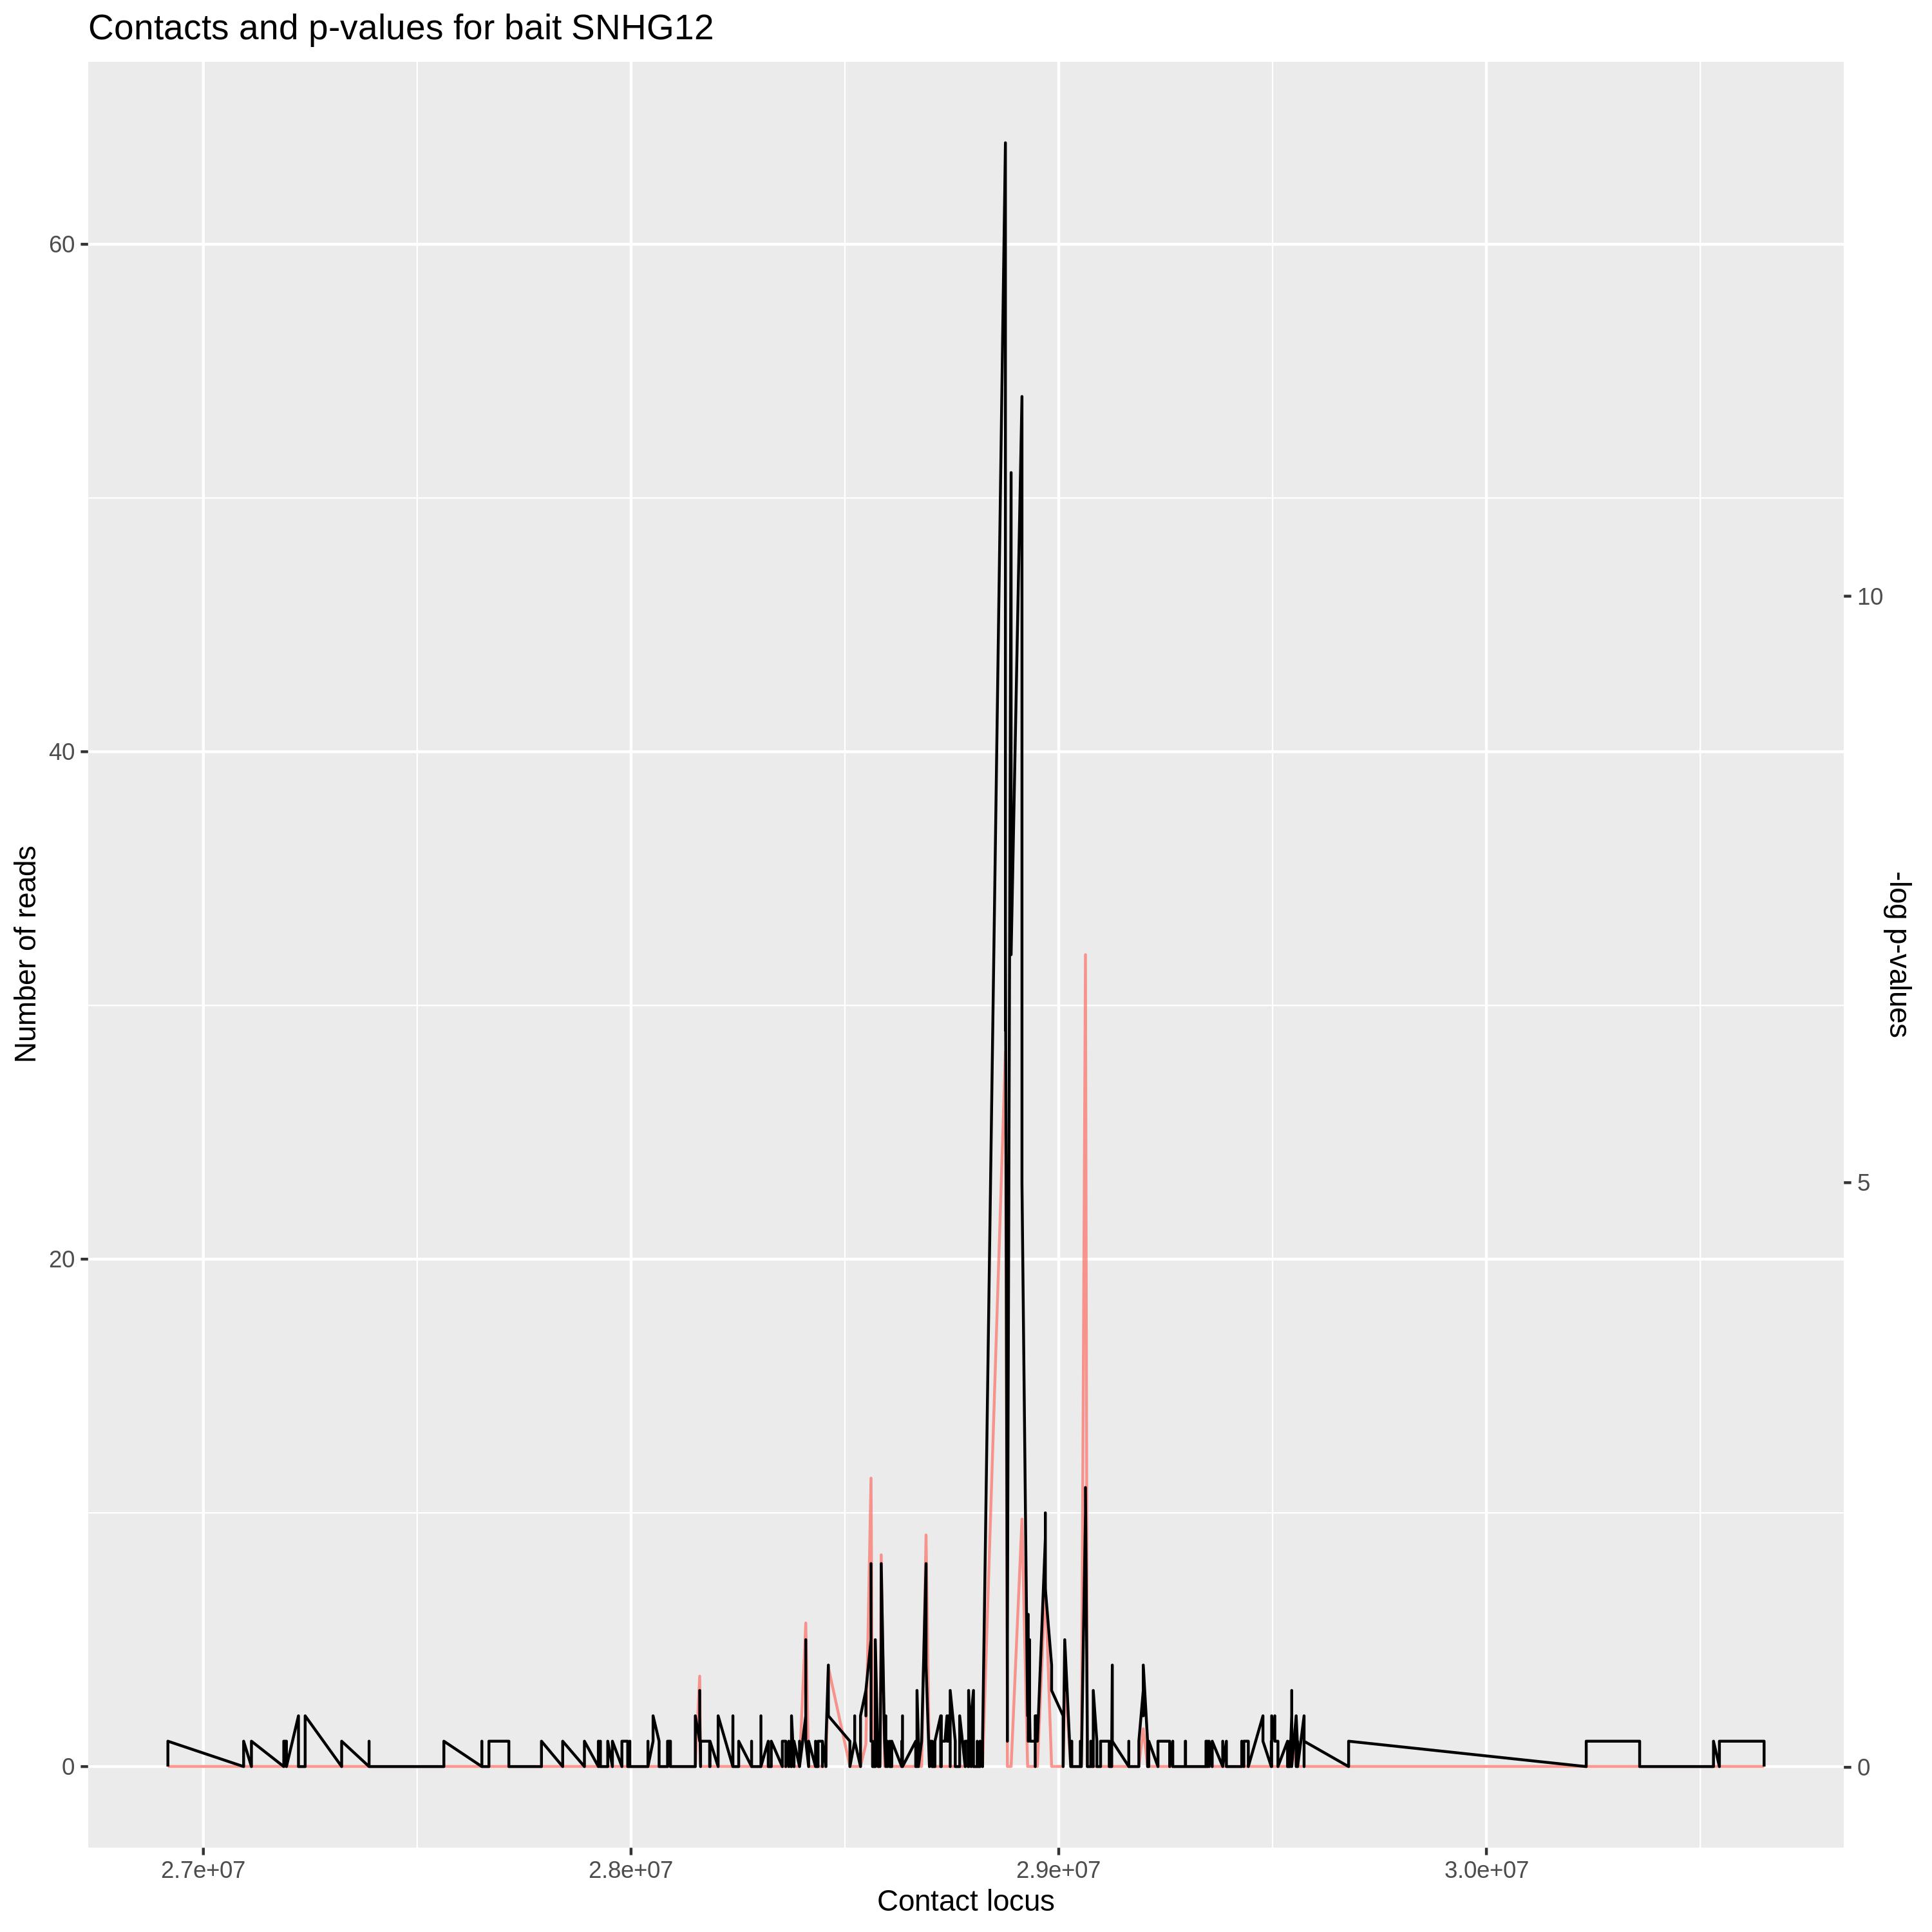 Contacts and p-values for bait SNHG12
60
40
20
0
10
5
0
Number of reads
-log p-values
2.7e+07
2.8e+07
2.9e+07
3.0e+07
Contact locus